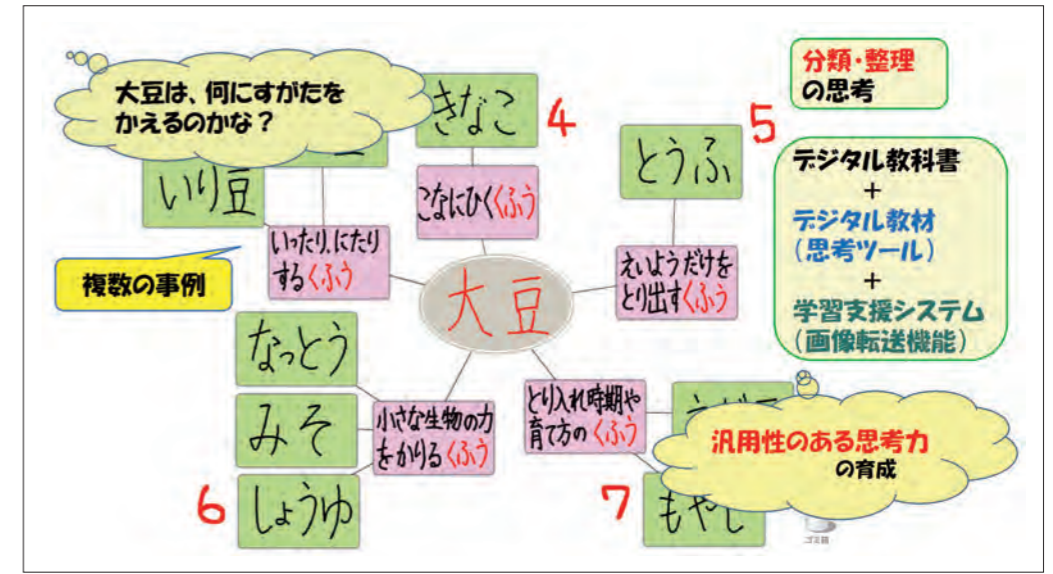 大豆は、何にすがたを
かえるのかな？
いり豆
いったり、にたり
する くふう
複数の事例
きなこ
4
こなにひく くふう
とうふ
5
えいようだけを
とり出す くふう
大豆
なっとう
みそ
しょうゆ
6
小さな生物の力
をかりる くふう
とり入れ時期や
育て方の くふう
もやし
7
ゴミ箱
分類・整理
の思考
デジタル教科書
+
デジタル教材
（思考ツール）
+
学習支援システム
（画像転送機能）
汎用性のある思考力
の育成